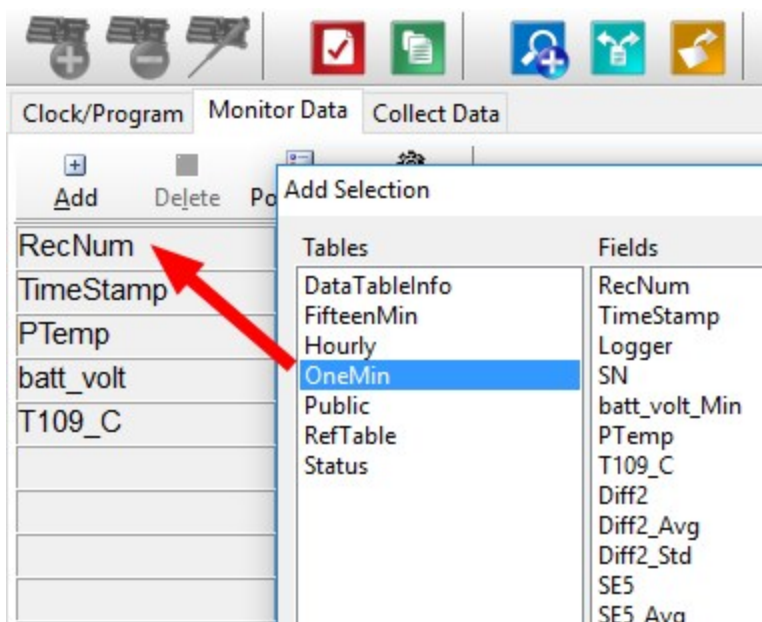 Clock/Program Monitor Data Collect Data
Add Delete Po
Add Selection
Tables
DataTableInfo
FifteenMin
Hourly
OneMin
Public
RefTable
Status
Fields
RecNum
TimeStamp
Logger
SN
batt_volt_Min
PTemp
T109_C
Diff2
Diff2_Avg
Diff2_Std
SE5
SE5_Avg
RecNum
TimeStamp
PTemp
batt_volt
T109_C